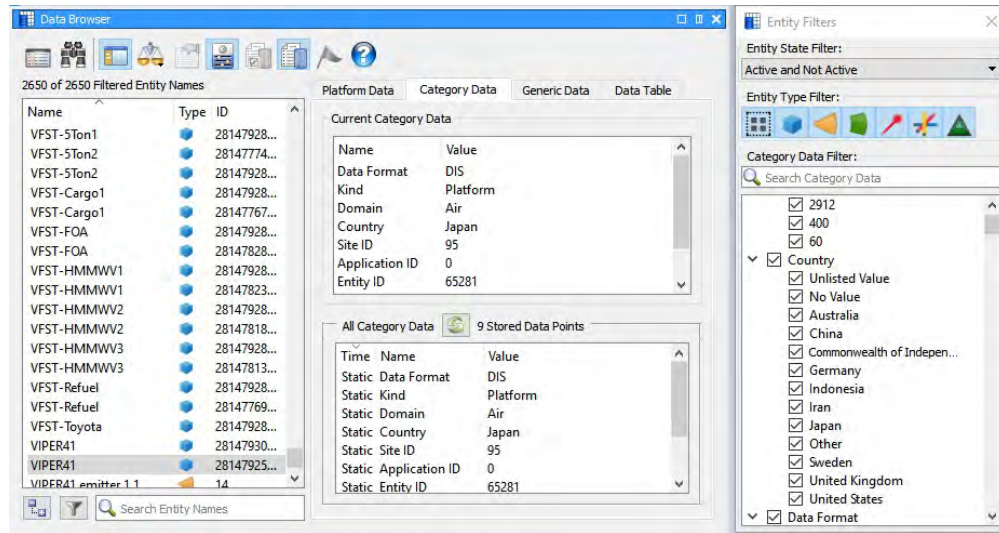 Data Browser
2650 of 2650 Filtered Entity Names
Name Type ID
VFST-5Ton1 28147928...
VFST-5Ton2 28147774...
VFST-5Ton2 28147928...
VFST-Cargo1 28147928...
VFST-Cargo1 28147767...
VFST-FOA 28147928...
VFST-FOA 28147828...
VFST-HMMWV1 28147928...
VFST-HMMWV1 28147823...
VFST-HMMWV2 28147928...
VFST-HMMWV2 28147818...
VFST-HMMWV3 28147928...
VFST-HMMWV3 28147813...
VFST-Refuel 28147928...
VFST-Refuel 28147769...
VFST-Toyota 28147928...
VIPER41 28147930...
VIPER41 28147925...
VIPER41 emitter 1 1 14
Search Entity Names
Platform Data Category Data Generic Data Data Table
Current Category Data
Name Value
Data Format DIS
Kind Platform
Domain Air
Country Japan
Site ID 95
Application ID 0
Entity ID 65281
All Category Data 9 Stored Data Points
Time Name Value
Static Data Format DIS
Static Kind Platform
Static Domain Air
Static Country Japan
Static Site ID 95
Static Application ID 0
Static Entity ID 65281
Entity Filters
Entity State Filter:
Active and Not Active
Entity Type Filter:
Category Data Filter:
Search Category Data
2912
400
60
Country
Unlisted Value
No Value
Australia
China
Commonwealth of Indepen...
Germany
Indonesia
Iran
Japan
Other
Sweden
United Kingdom
United States
Data Format